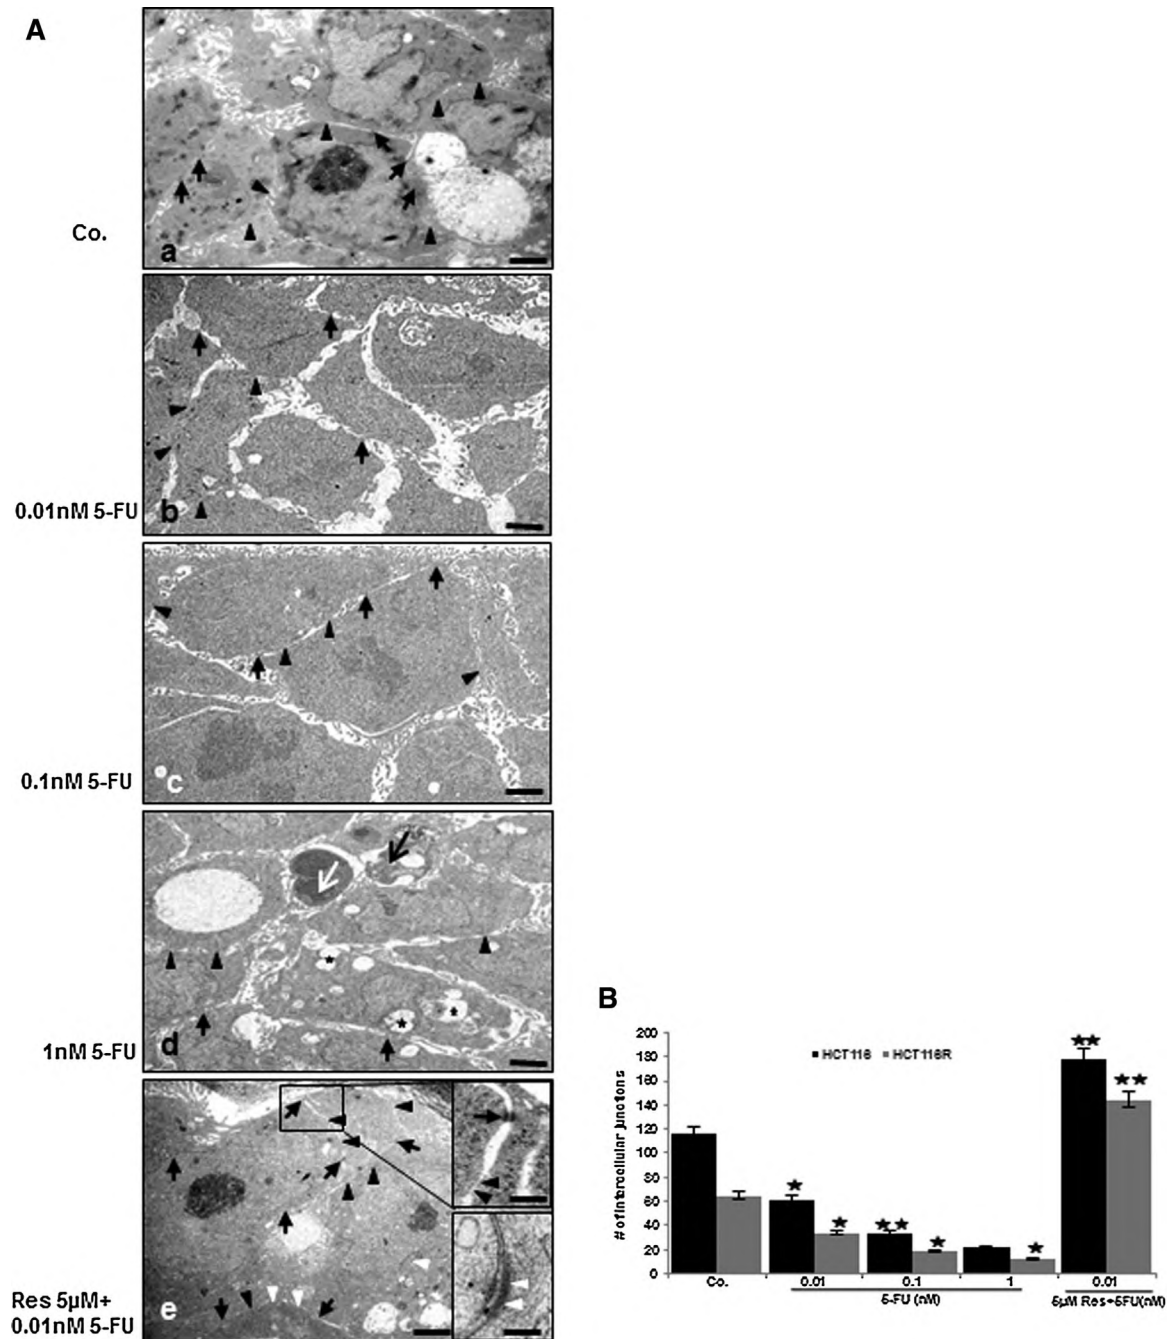 A
Co.
a
0.01nM 5-FU
b
0.1nM 5-FU
c
1nM 5-FU
d
Res 5µM+
0.01nM 5-FU
e
B
# of intercellular junctions
200
180
160
140
120
100
80
60
40
20
0
HCT116 HCT116R
Co. 0.01 0.1 1 0.01
5-FU (nM) 5µM Res+5FU(nM)